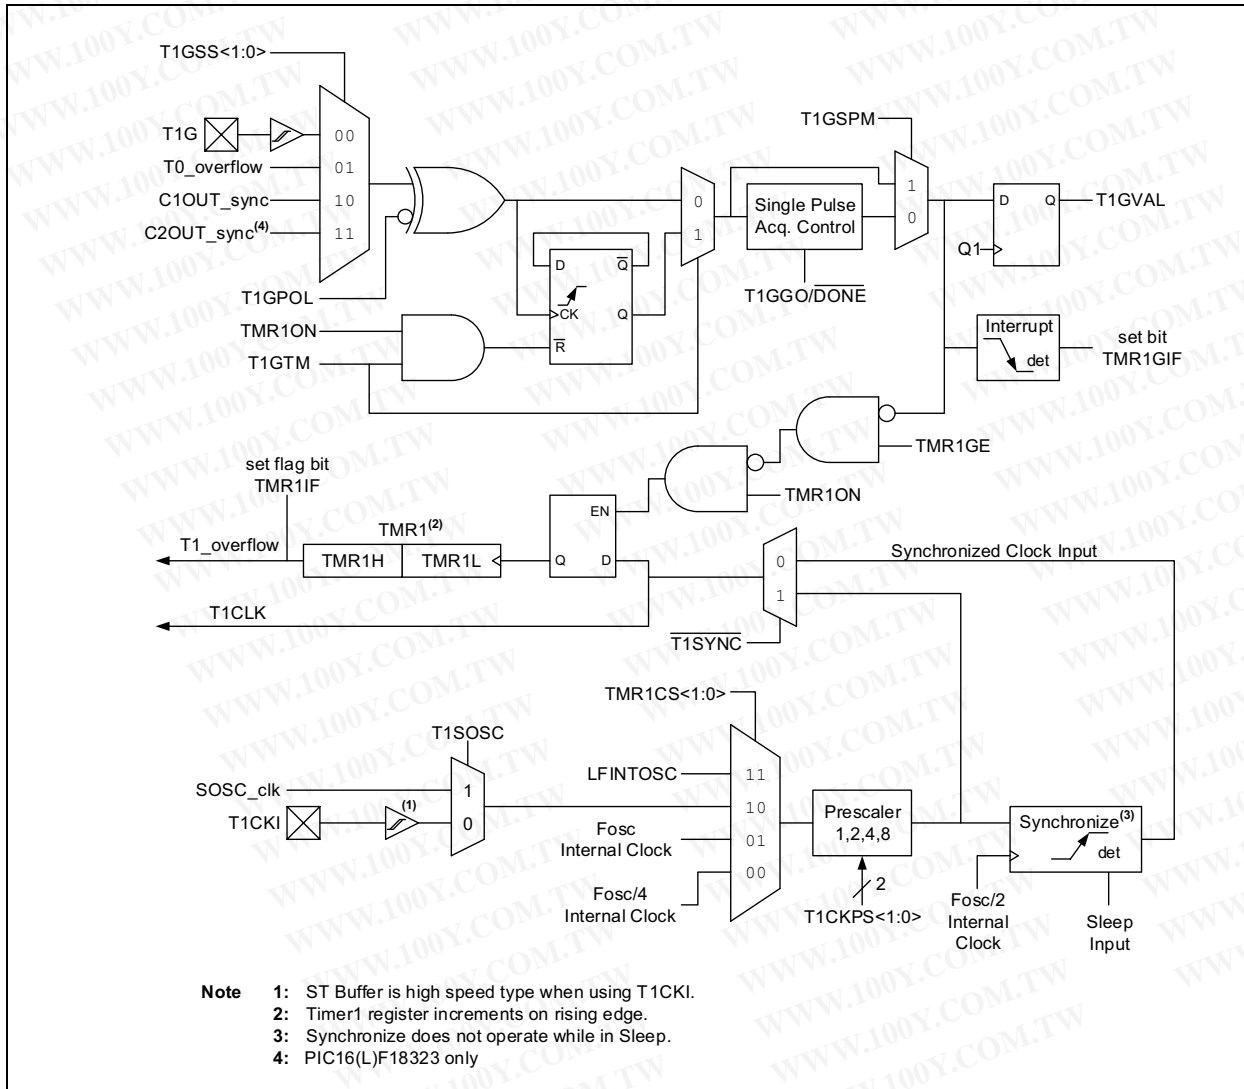 T1GSS<1:0>
T1G
00
T0_overflow
01
C1OUT_sync
10
C2OUT_sync(4)
11
T1GPOL
TMR1ON
T1GTM
D
Q
CK
Q
R
0
1
Single Pulse
Acq. Control
T1GGO/DONE
T1GSPM
1
0
D
Q
Q1
T1GVAL
Interrupt
det
set bit
TMR1GIF
TMR1GE
TMR1ON
set flag bit
TMR1IF
TMR1(2)
T1_overflow
TMR1H
TMR1L
EN
Q
D
T1CLK
0
1
Synchronized Clock Input
T1SYNC
TMR1CS<1:0>
T1SOSC
SOSC_clk
1
T1CKI
(1)
0
LFINTOSC
11
10
Fosc
Internal Clock
01
00
Fosc/4
Internal Clock
Prescaler
1,2,4,8
2
T1CKPS<1:0>
Synchronize(3)
det
Fosc/2
Internal
Clock
Sleep
Input
Note 1: ST Buffer is high speed type when using T1CKI.
2: Timer1 register increments on rising edge.
3: Synchronize does not operate while in Sleep.
4: PIC16(L)F18323 only
WWW.100Y.COM.TW